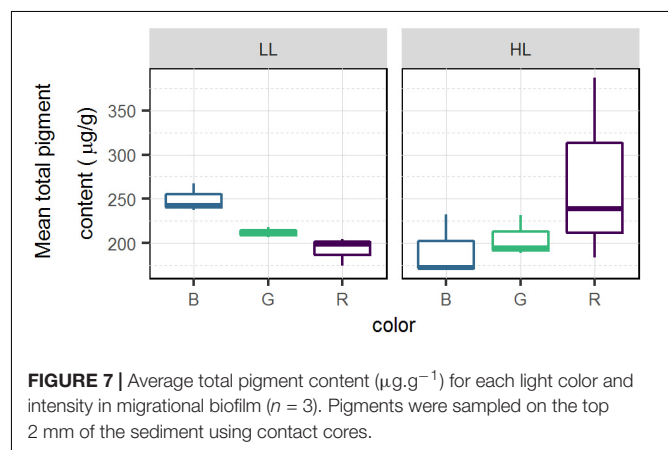 LL HL
Mean total pigment
content ( μg/g)
350
300
250
200
B G R B G R
color
FIGURE 7 | Average total pigment content (μg.g⁻¹) for each light color and
intensity in migrational biofilm (n = 3). Pigments were sampled on the top
2 mm of the sediment using contact cores.